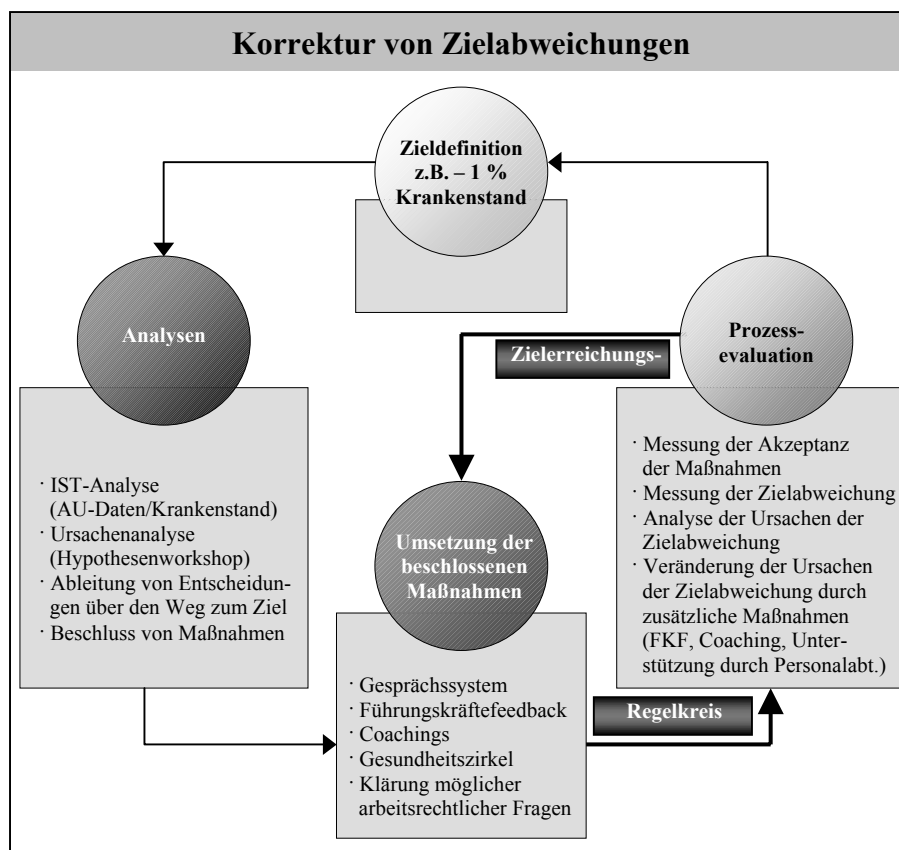 Korrektur von Zielabweichungen
Zieldefinition
z.B. – 1 %
Krankenstand
Analysen
· IST-Analyse
(AU-Daten/Krankenstand)
· Ursachenanalyse
(Hypothesenworkshop)
· Ableitung von Entscheidun-
gen über den Weg zum Ziel
· Beschluss von Maßnahmen
Zielerreichungs-
Umsetzung der
beschlossenen
Maßnahmen
· Gesprächssystem
· Führungskräftefeedback
· Coachings
· Gesundheitszirkel
· Klärung möglicher
arbeitsrechtlicher Fragen
Regelkreis
Prozess-
evaluation
· Messung der Akzeptanz
der Maßnahmen
· Messung der Zielabweichung
· Analyse der Ursachen der
Zielabweichung
· Veränderung der Ursachen
der Zielabweichung durch
zusätzliche Maßnahmen
(FKF, Coaching, Unter-
stützung durch Personalabt.)